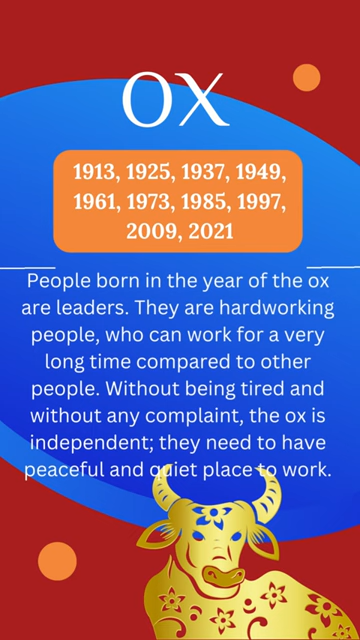 OX
1913, 1925, 1937, 1949,
1961, 1973, 1985, 1997,
2009, 2021
People born in the year of the ox
are leaders. They are hardworking
people, who can work for a very
long time compared to other
people. Without being tired and
without any complaint, the ox is
independent; they need to have
peaceful and quiet place to work.